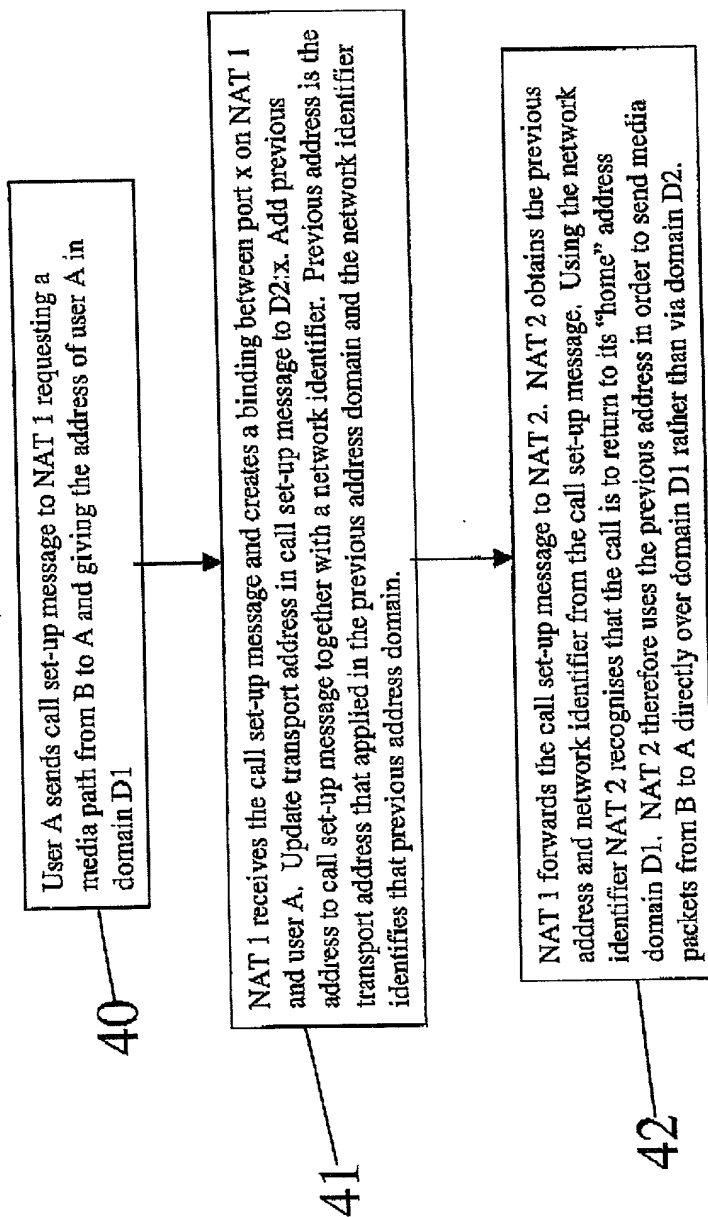 User A sends call set-up message to NAT 1 requesting a
media path from B to A and giving the address of user A in
domain D1
40
NAT 1 receives the call set-up message and creates a binding between port x on NAT 1
and user A. Update transport address in call set-up message to D2:x. Add previous
address to call set-up message together with a network identifier. Previous address is the
transport address that applied in the previous address domain and the network identifier
identifies that previous address domain.
41
NAT 1 forwards the call set-up message to NAT 2. NAT 2 obtains the previous
address and network identifier from the call set-up message. Using the network
identifier NAT 2 recognises that the call is to return to its “home” address
domain D1. NAT 2 therefore uses the previous address in order to send media
packets from B to A directly over domain D1 rather than via domain D2.
42